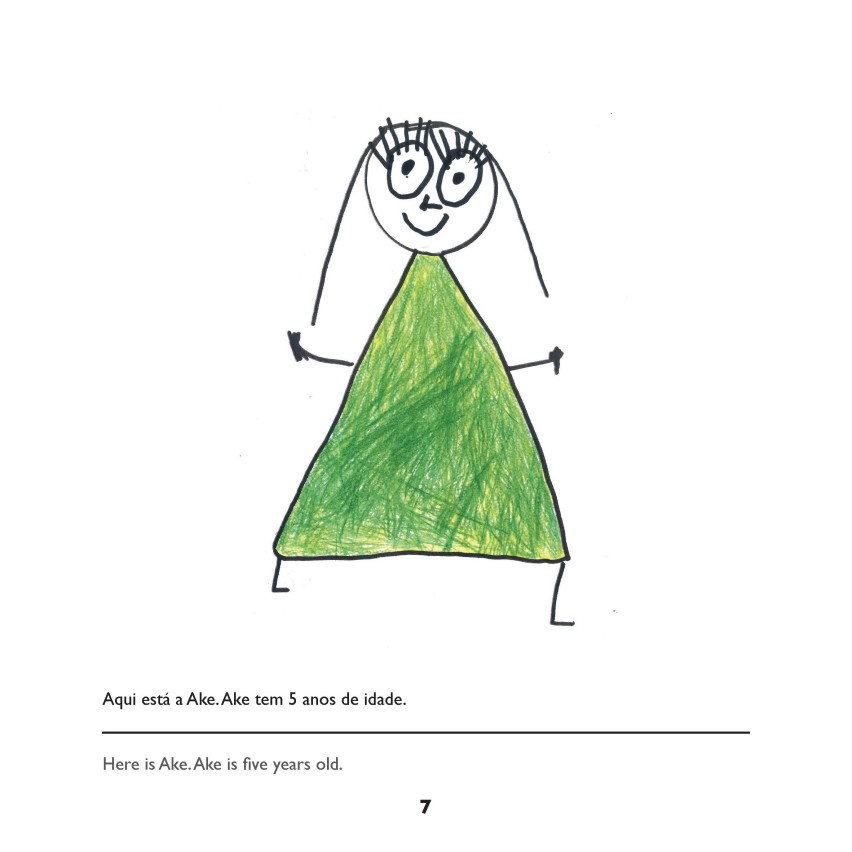 Aqui está a Ake. Ake tem 5 anos de idade.
Here is Ake. Ake is five years old.
7